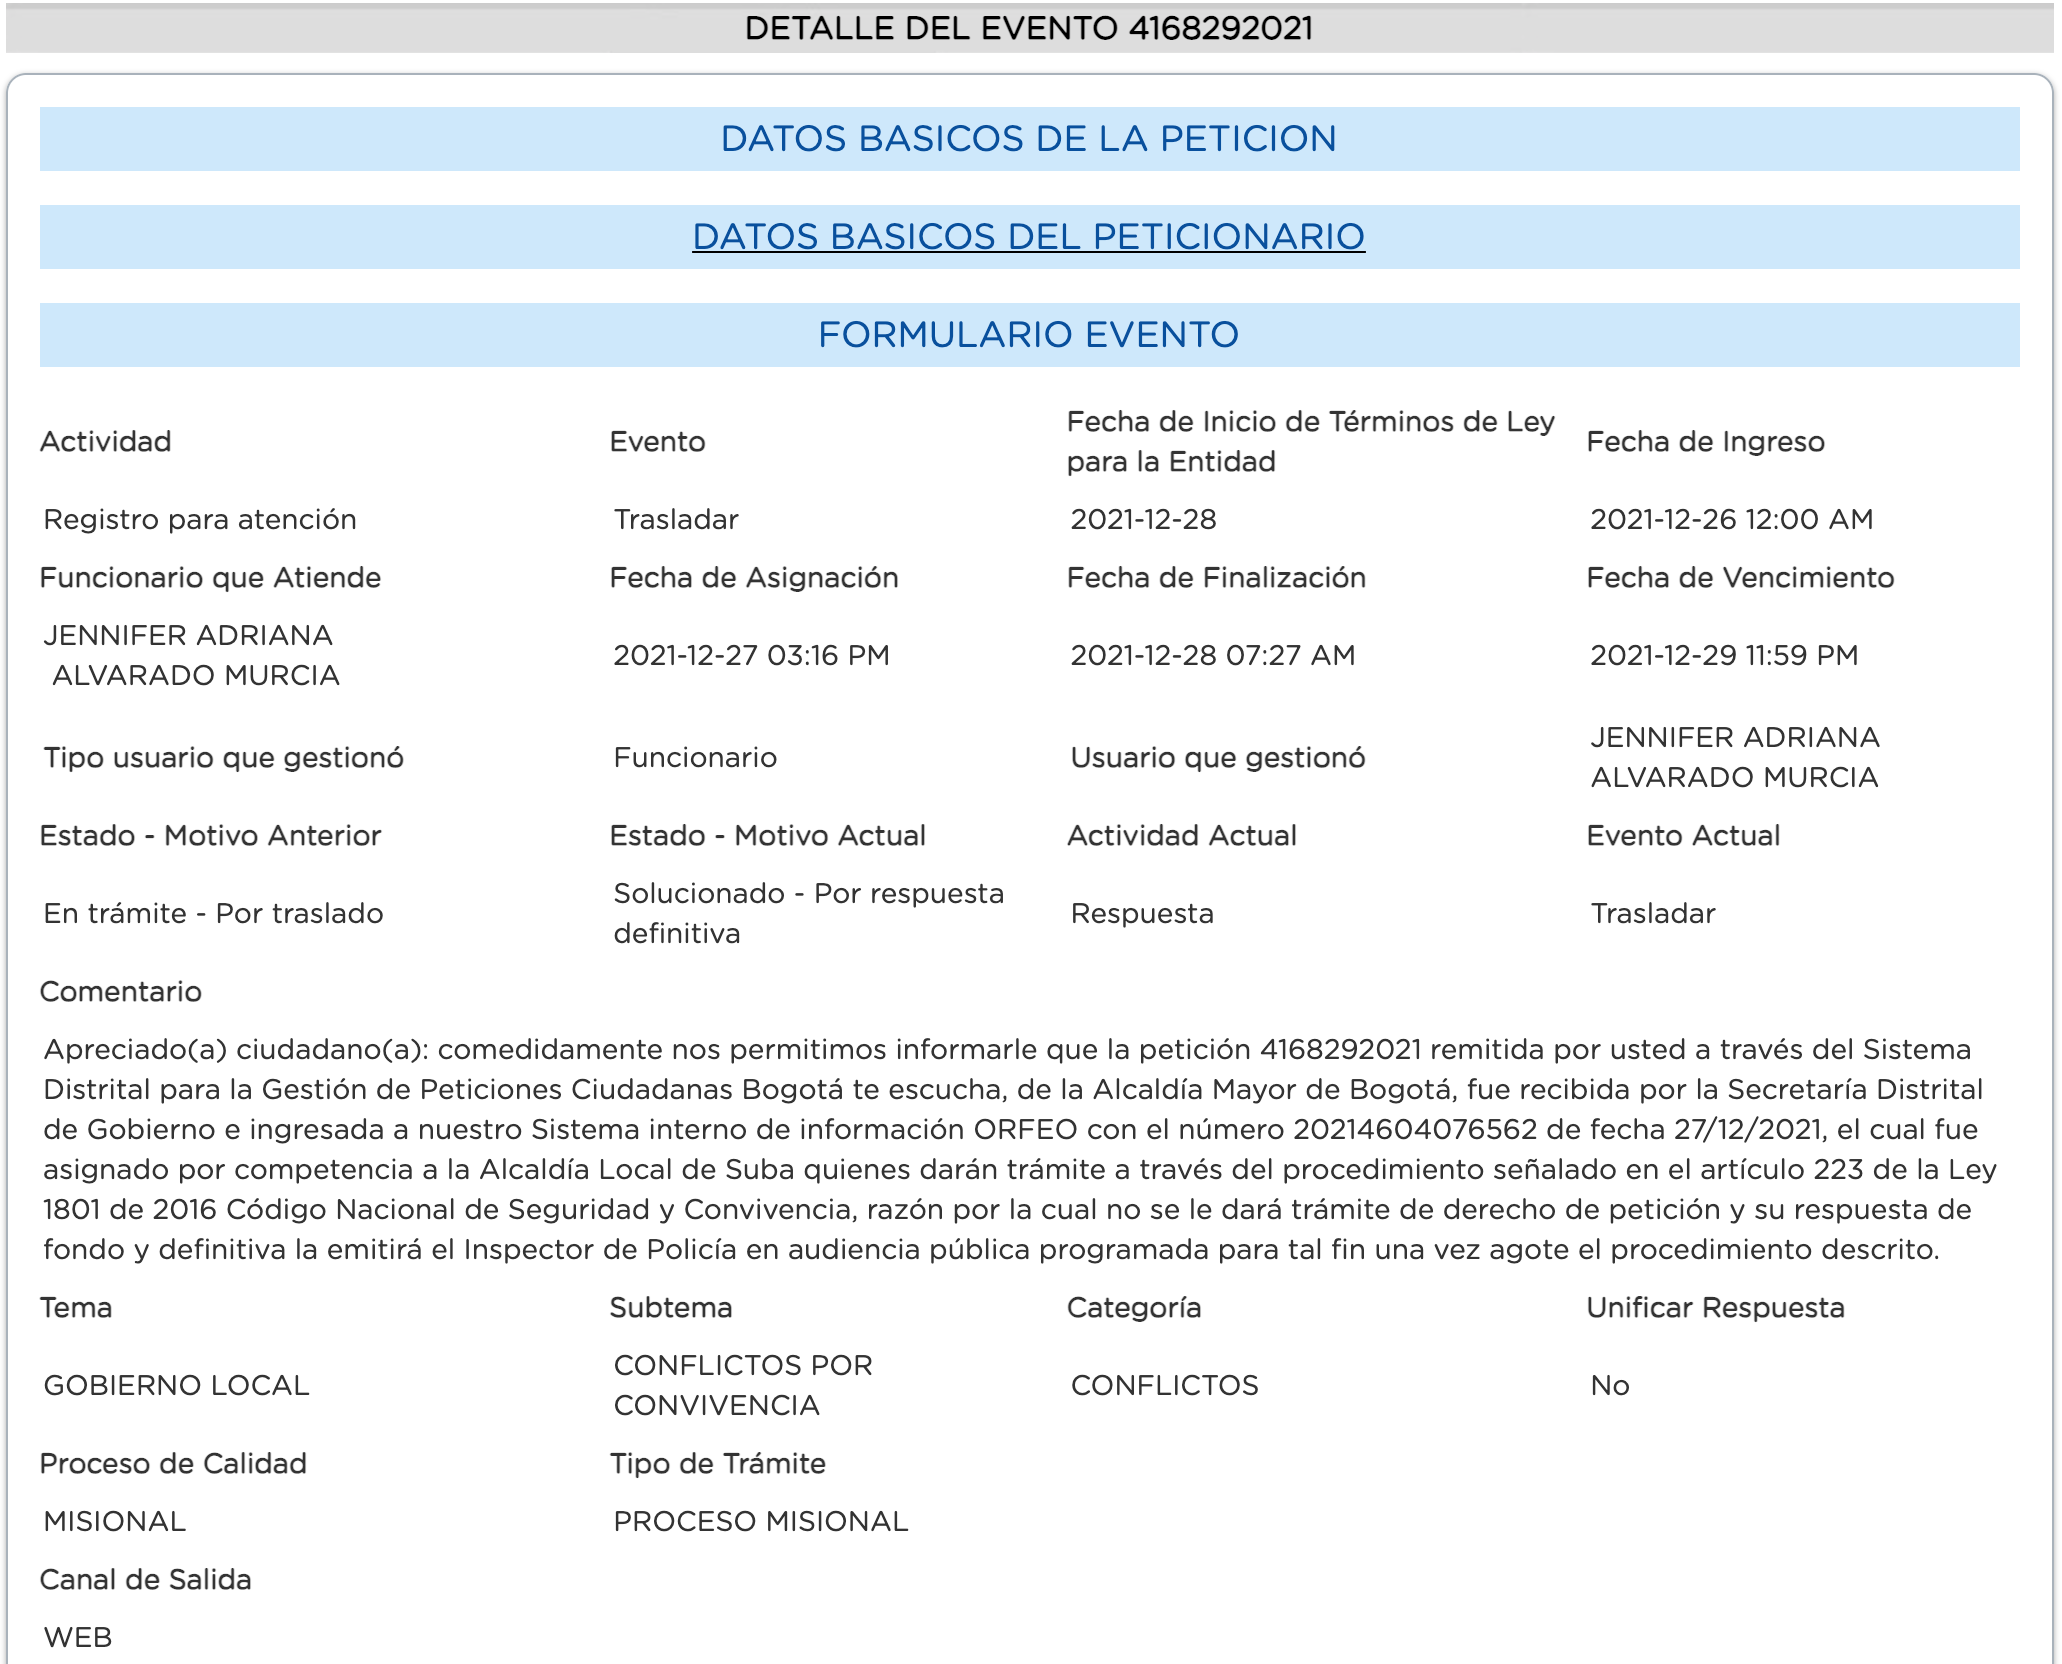 DETALLE DEL EVENTO 4168292021
DATOS BASICOS DE LA PETICION
DATOS BASICOS DEL PETICIONARIO
FORMULARIO EVENTO
Actividad Evento Fecha de Inicio de Términos de Ley para la Entidad Fecha de Ingreso
Registro para atención Trasladar 2021-12-28 2021-12-26 12:00 AM
Funcionario que Atiende Fecha de Asignación Fecha de Finalización Fecha de Vencimiento
JENNIFER ADRIANA ALVARADO MURCIA 2021-12-27 03:16 PM 2021-12-28 07:27 AM 2021-12-29 11:59 PM
Tipo usuario que gestionó Funcionario Usuario que gestionó JENNIFER ADRIANA ALVARADO MURCIA
Estado - Motivo Anterior Estado - Motivo Actual Actividad Actual Evento Actual
En trámite - Por traslado Solucionado - Por respuesta definitiva Respuesta Trasladar
Comentario
Apreciado(a) ciudadano(a): comedidamente nos permitimos informarle que la petición 4168292021 remitida por usted a través del Sistema
Distrital para la Gestión de Peticiones Ciudadanas Bogotá te escucha, de la Alcaldía Mayor de Bogotá, fue recibida por la Secretaría Distrital
de Gobierno e ingresada a nuestro Sistema interno de información ORFEO con el número 20214604076562 de fecha 27/12/2021, el cual fue
asignado por competencia a la Alcaldía Local de Suba quienes darán trámite a través del procedimiento señalado en el artículo 223 de la Ley
1801 de 2016 Código Nacional de Seguridad y Convivencia, razón por la cual no se le dará trámite de derecho de petición y su respuesta de
fondo y definitiva la emitirá el Inspector de Policía en audiencia pública programada para tal fin una vez agote el procedimiento descrito.
Tema Subtema Categoría Unificar Respuesta
GOBIERNO LOCAL CONFLICTOS POR CONVIVENCIA CONFLICTOS No
Proceso de Calidad Tipo de Trámite
MISIONAL PROCESO MISIONAL
Canal de Salida
WEB